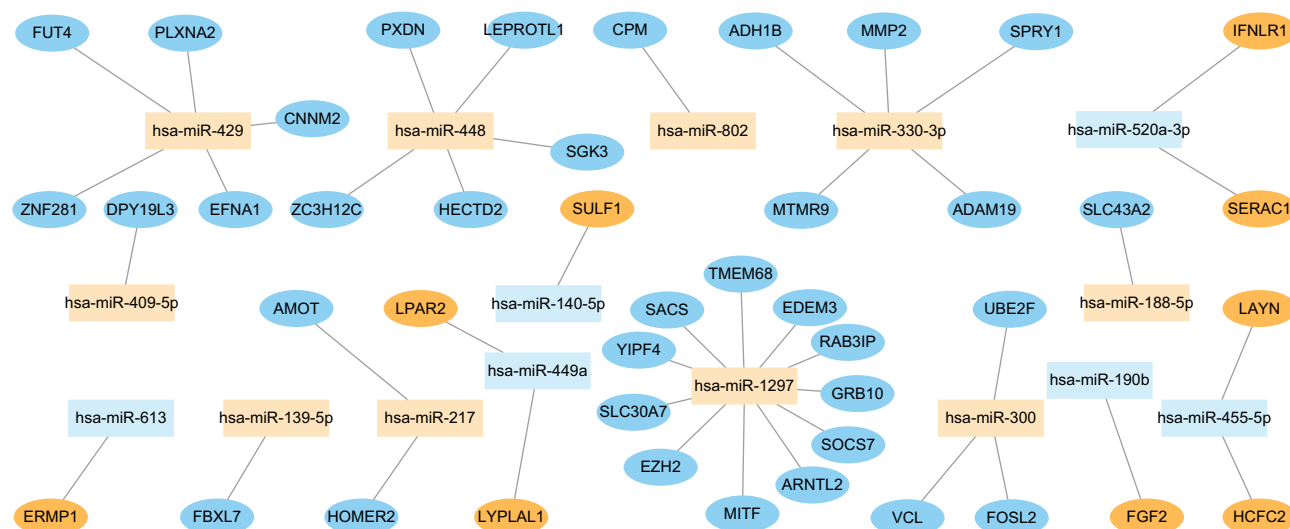 FUT4
PLXNA2
PXDN
LEPROTL1
CPM
ADH1B
MMP2
SPRY1
IFNLR1
CNNM2
hsa-miR-429
hsa-miR-448
hsa-miR-802
hsa-miR-330-3p
hsa-miR-520a-3p
SGK3
ZNF281
DPY19L3
EFNA1
ZC3H12C
HECTD2
SULF1
MTMR9
ADAM19
SLC43A2
SERAC1
TMEM68
hsa-miR-409-5p
hsa-miR-140-5p
hsa-miR-188-5p
AMOT
LPAR2
SACS
EDEM3
UBE2F
LAYN
YIPF4
RAB3IP
hsa-miR-449a
hsa-miR-1297
hsa-miR-190b
GRB10
SLC30A7
hsa-miR-613
hsa-miR-139-5p
hsa-miR-217
hsa-miR-300
hsa-miR-455-5p
SOCS7
EZH2
ARNTL2
ERMP1
FBXL7
HOMER2
LYPLAL1
MITF
VCL
FOSL2
FGF2
HCFC2